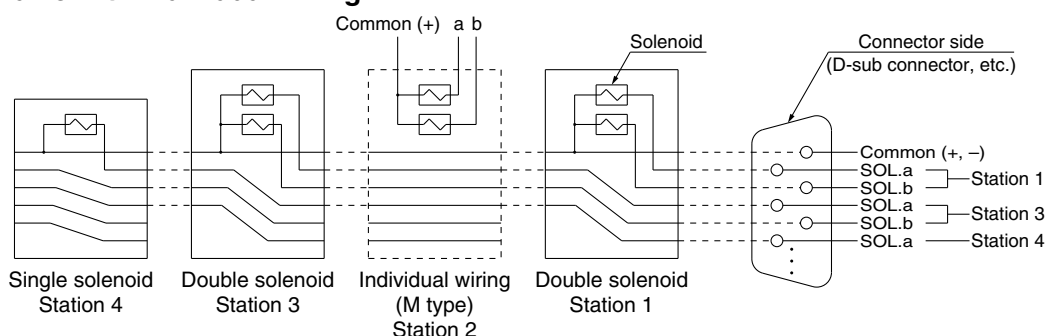 Common (+) a b
Solenoid
Connector side
(D-sub connector, etc.)
Common (+, –)
SOL.a
SOL.b
Station 1
SOL.a
SOL.b
Station 3
SOL.a
Station 4
Single solenoid
Station 4
Double solenoid
Station 3
Individual wiring
(M type)
Station 2
Double solenoid
Station 1